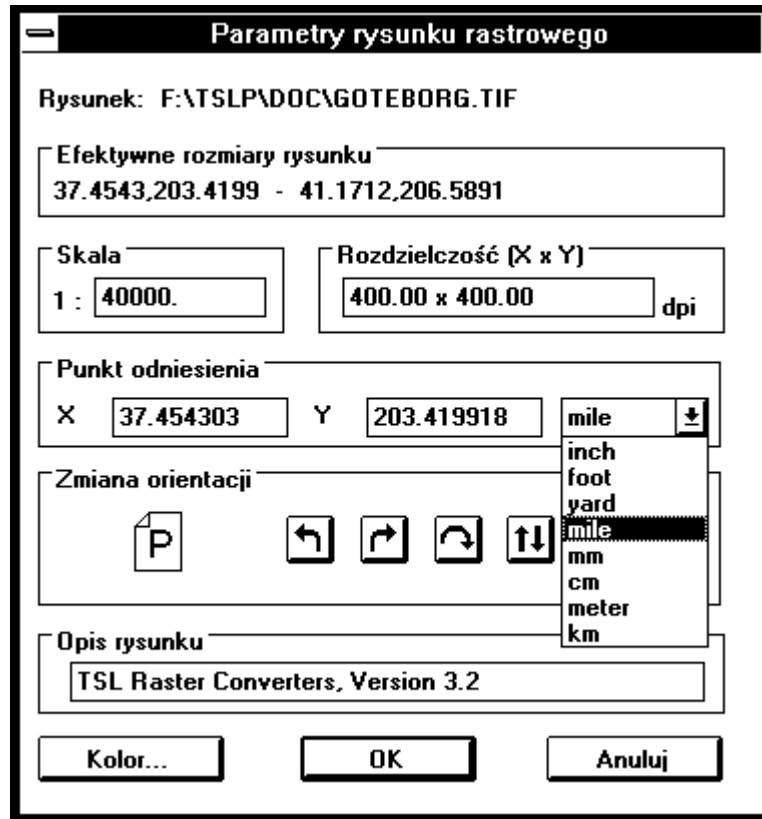 Parametry rysunku rastrowego
Rysunek: F:\TSLP\DOC\GOTEBORG.TIF
Efektywne rozmiary rysunku
37.4543,203.4199 - 41.1712,206.5891
Skala
1 : 40000.
Rozdzielczość (X x Y)
400.00 x 400.00 dpi
Punkt odniesienia
X 37.454303 Y 203.419918 mile
inch
foot
yard
mile
mm
cm
meter
km
Zmiana orientacji
P
Opis rysunku
TSL Raster Converters, Version 3.2
Kolor... OK Anuluj